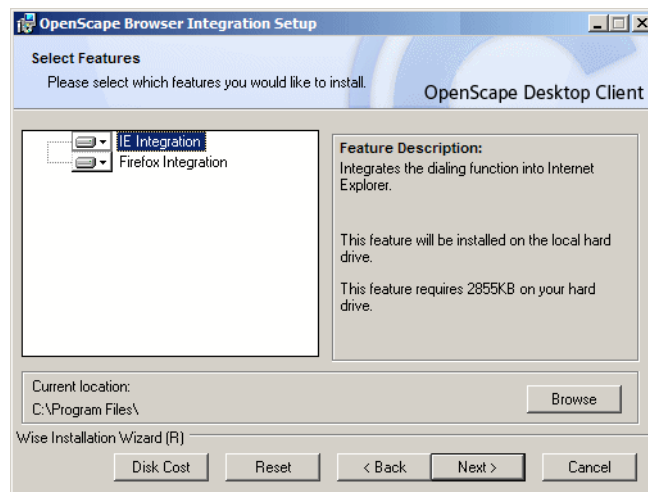 OpenScape Browser Integration Setup
Select Features
Please select which features you would like to install.
OpenScape Desktop Client
IE Integration
Firefox Integration
Feature Description:
Integrates the dialing function into Internet
Explorer.
This feature will be installed on the local hard
drive.
This feature requires 2855KB on your hard
drive.
Current location:
C:\Program Files\
Browse
Wise Installation Wizard (R)
Disk Cost
Reset
< Back
Next >
Cancel